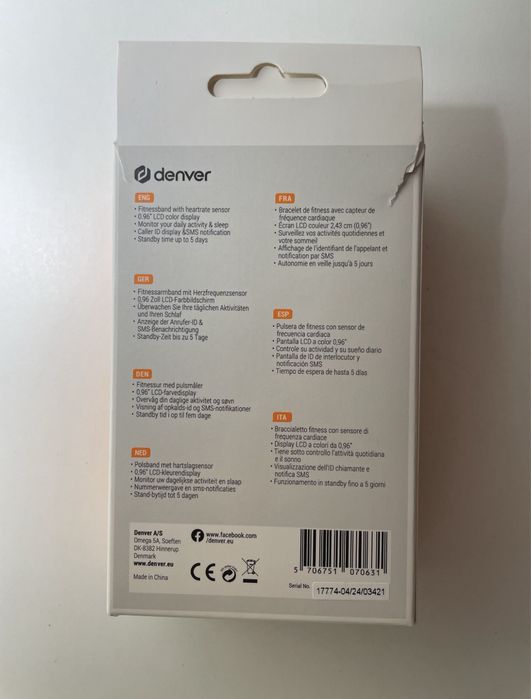 denver
ENG
• Fitnessband with heartrate sensor
• 0,96" LCD color display
• Monitor your daily activity & sleep
• Caller ID display &SMS notification
• Standby time up to 5 days
GER
• Fitnessarmband mit Herzfrequenzsensor
• 0,96 Zoll LCD-Farbbildschirm
• Überwachen Sie Ihre täglichen Aktivitäten
und Ihren Schlaf
• Anzeige der Anrufer-ID &
SMS-Benachrichtigung
• Standby-Zeit bis zu 5 Tage
DEN
• Fitnessur med pulsmåler
• 0,96" LCD-farvedisplay
• Overvåg din daglige aktivitet og søvn
• Visning af opkalds-id og SMS-notifikationer
• Standby tid i op til fem dage
NED
• Polsband met hartslagsensor
• 0,96" LCD-kleurendisplay
• Monitor uw dagelijkse activiteit en slaap
• Nummerweergave en sms-notificaties
• Stand-bytijd tot 5 dagen
FRA
• Bracelet de fitness avec capteur de
fréquence cardiaque
• Écran LCD couleur 2,43 cm (0,96")
• Surveillez vos activités quotidiennes et
votre sommeil
• Affichage de l'identifiant de l'appelant et
notification par SMS
• Autonomie en veille jusqu'à 5 jours
ESP
• Pulsera de fitness con sensor de
frecuencia cardiaca
• Pantalla LCD a color 0,96"
• Controle su actividad y su sueño diario
• Pantalla de ID de interlocutor y
notificación SMS
• Tiempo de espera de hasta 5 días
ITA
• Braccialetto fitness con sensore di
frequenza cardiaca
• Display LCD a colori da 0,96"
• Tiene sotto controllo l'attività quotidiana
e il sonno
• Visualizzazione dell'ID chiamante e
notifica SMS
• Funzionamento in standby fino a 5 giorni
Denver A/S
Omega 5A, Soeften
DK-8382 Hinnerup
Denmark
www.denver.eu
Made in China
www.facebook.com
/denver.eu
CE
5 706751 070631
Serial No. 17774-04/24/03421